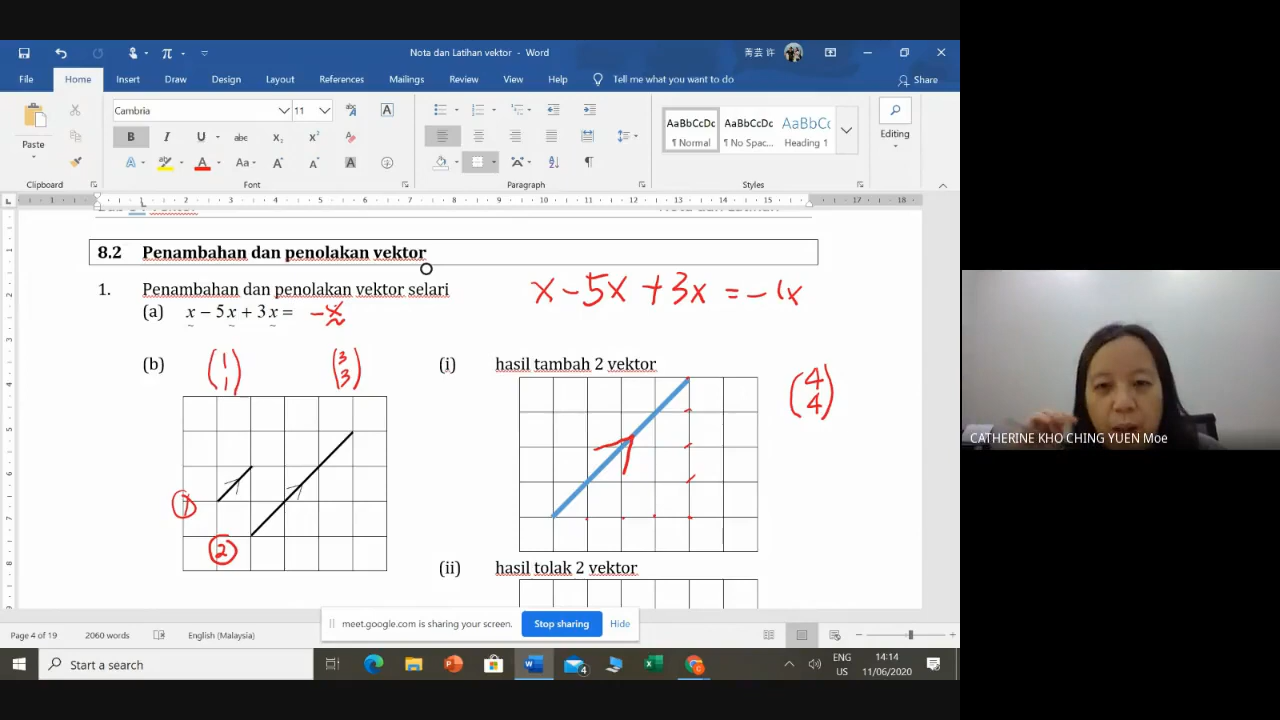 Nota dan Latihan vektor - Word
菁芸 许
File Home Insert Draw Design Layout References Mailings Review View Help Tell me what you want to do Share
Cambria 11
Paste
Clipboard Font Paragraph Styles
AaBbCcDc AaBbCcDc AaBbCc
¶ Normal ¶ No Spac... Heading 1
Editing
8.2 Penambahan dan penolakan vektor
1. Penambahan dan penolakan vektor selari
x - 5x + 3x = -1x
(a) x − 5x + 3x = -x
(b) (1 1) (3 3)
(i) hasil tambah 2 vektor
(4 4)
1
2
(ii) hasil tolak 2 vektor
CATHERINE KHO CHING YUEN Moe
meet.google.com is sharing your screen. Stop sharing Hide
Page 4 of 19 2060 words English (Malaysia)
Start a search
ENG US
14:14
11/06/2020